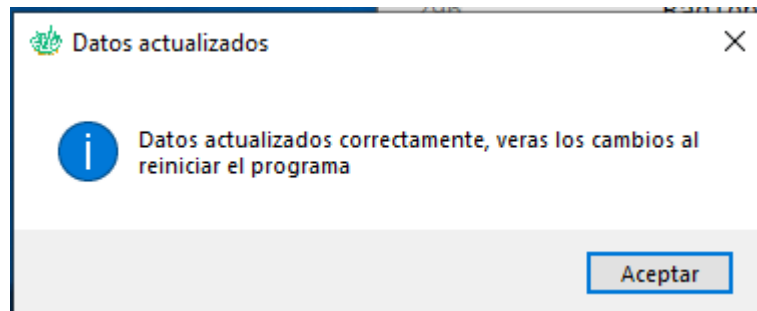 Datos actualizados
Datos actualizados correctamente, veras los cambios al
reiniciar el programa
Aceptar